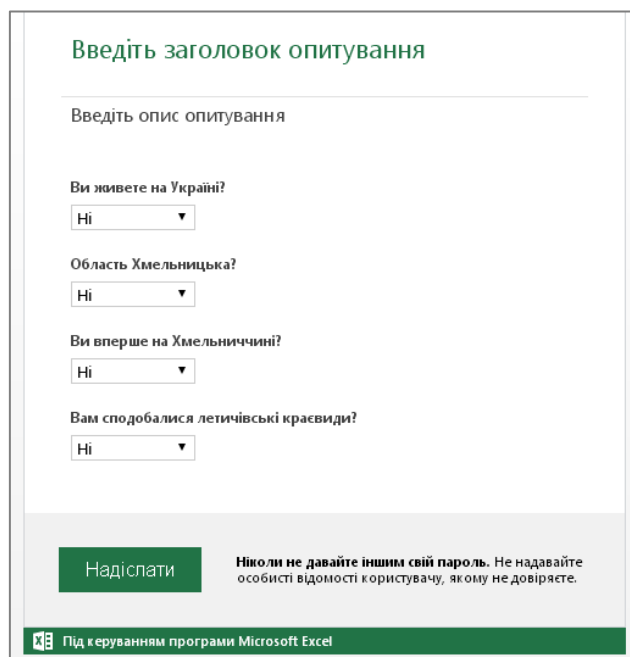 Введіть заголовок опитування
Введіть опис опитування
Ви живете на Україні?
Ні
Область Хмельницька?
Ні
Ви вперше на Хмельниччині?
Ні
Вам сподобалися летичівські краєвиди?
Ні
Надіслати
Ніколи не давайте іншим свій пароль. Не надавайте
особисті відомості користувачу, якому не довіряєте.
Під керуванням програми Microsoft Excel